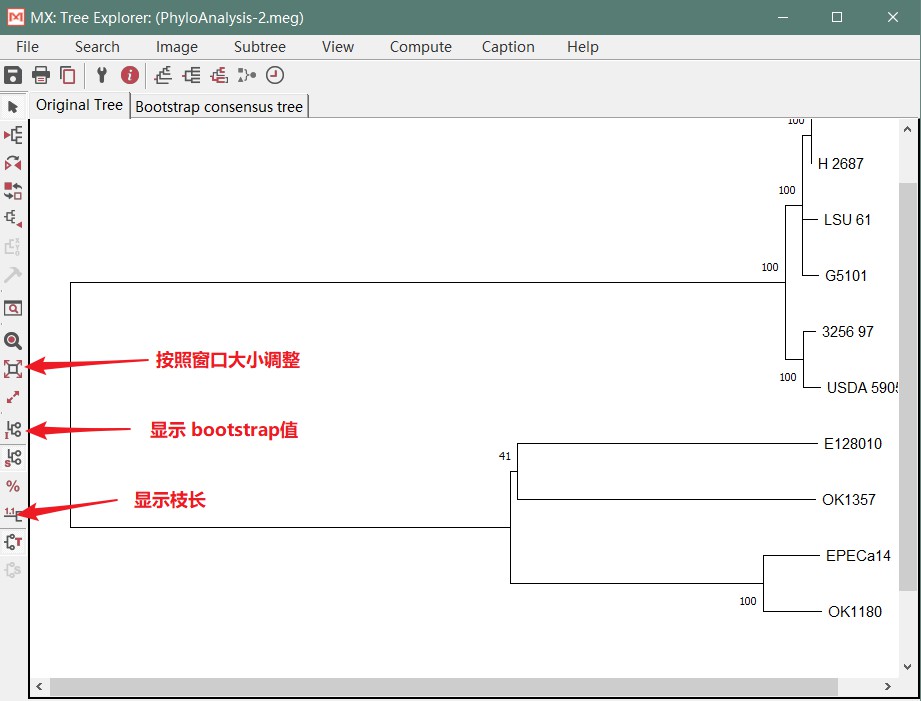 MX: Tree Explorer: (PhyloAnalysis-2.meg)
File Search Image Subtree View Compute Caption Help
Original Tree Bootstrap consensus tree
100
H 2687
100
LSU 61
100
G5101
3256 97
按照窗口大小调整
100
USDA 5905
显示 bootstrap值
E128010
41
%
显示枝长
OK1357
1.1
EPECa14
100
OK1180